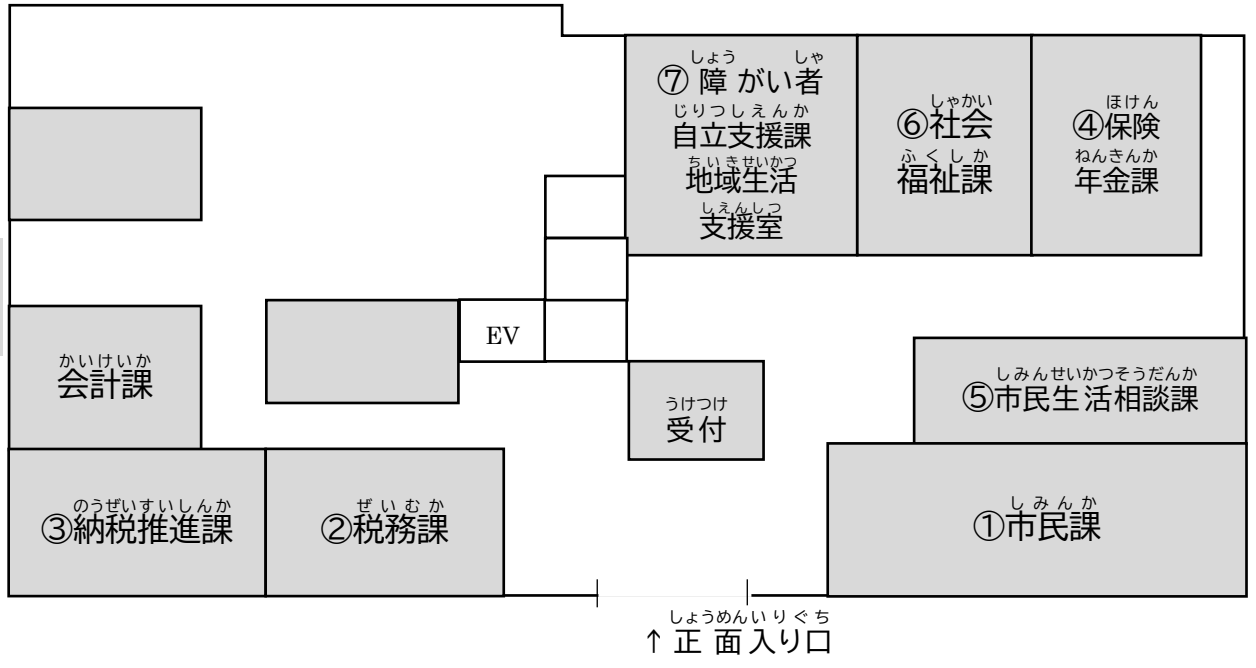 しょう しゃ
⑦障がい者
じりつしえんか
自立支援課
ちいきせいかつ
地域生活
しえんしつ
支援室
しゃかい
⑥社会
ふくしか
福祉課
ほけん
④保険
ねんきんか
年金課
EV
かいけいか
会計課
うけつけ
受付
しみんせいかつそうだんか
⑤市民生活相談課
のうぜいすいしんか
③納税推進課
ぜいむか
②税務課
しみんか
①市民課
しょうめんいりぐち
↑正面入り口